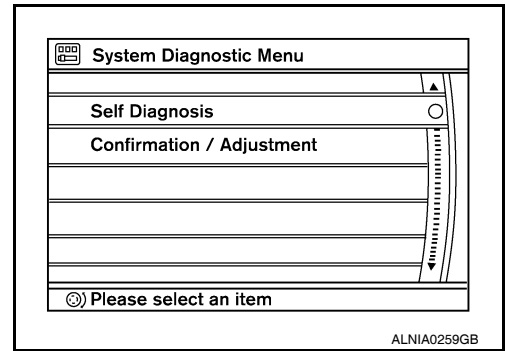 System Diagnostic Menu
Self Diagnosis
Confirmation / Adjustment
Please select an item
ALNIA0259GB